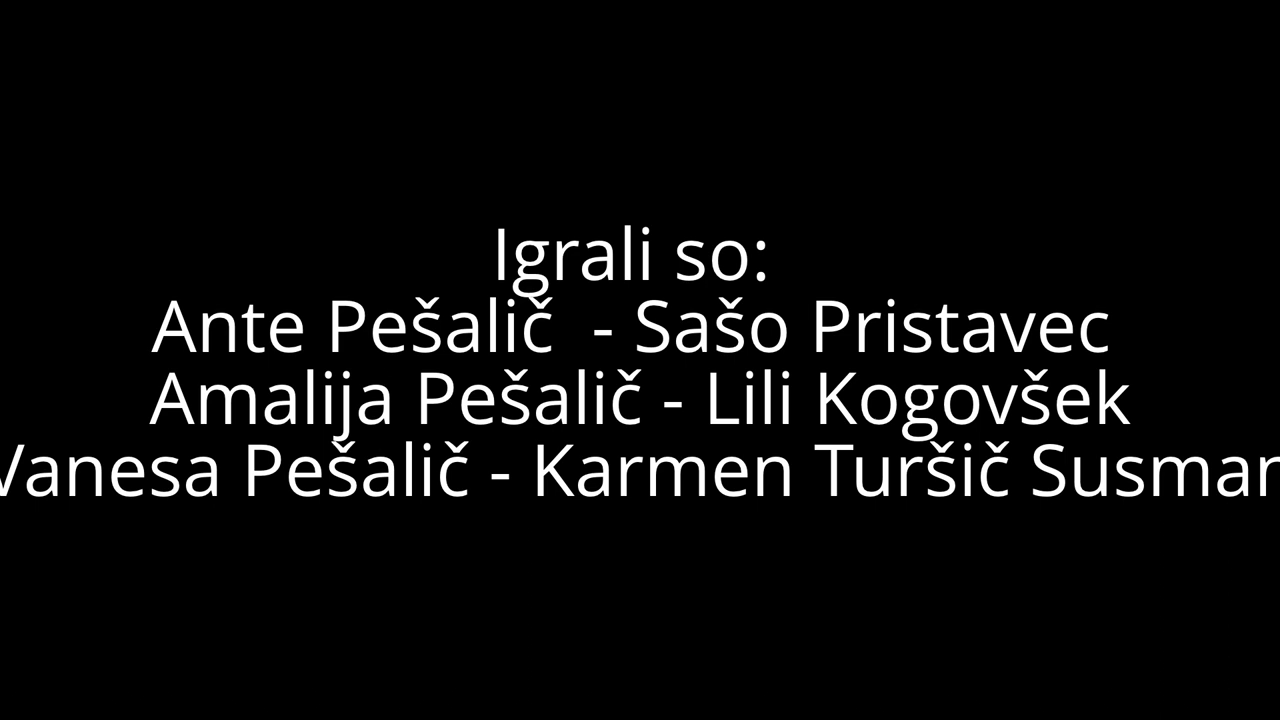 Igrali so:
Ante Pešalič - Sašo Pristavec
Amalija Pešalič - Lili Kogovšek
Vanesa Pešalič - Karmen Turšič Susman